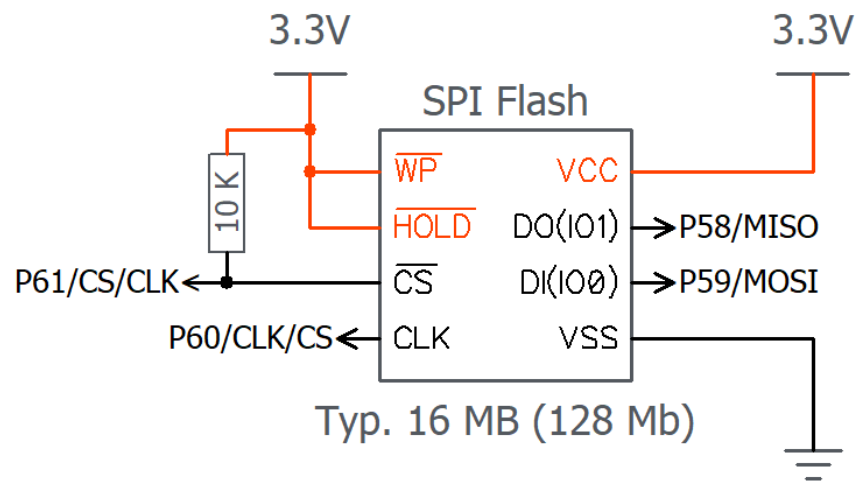 3.3V
3.3V
SPI Flash
10 K
WP
VCC
HOLD
DO(IO1)
P58/MISO
P61/CS/CLK
CS
DI(IO0)
P59/MOSI
P60/CLK/CS
CLK
VSS
Typ. 16 MB (128 Mb)